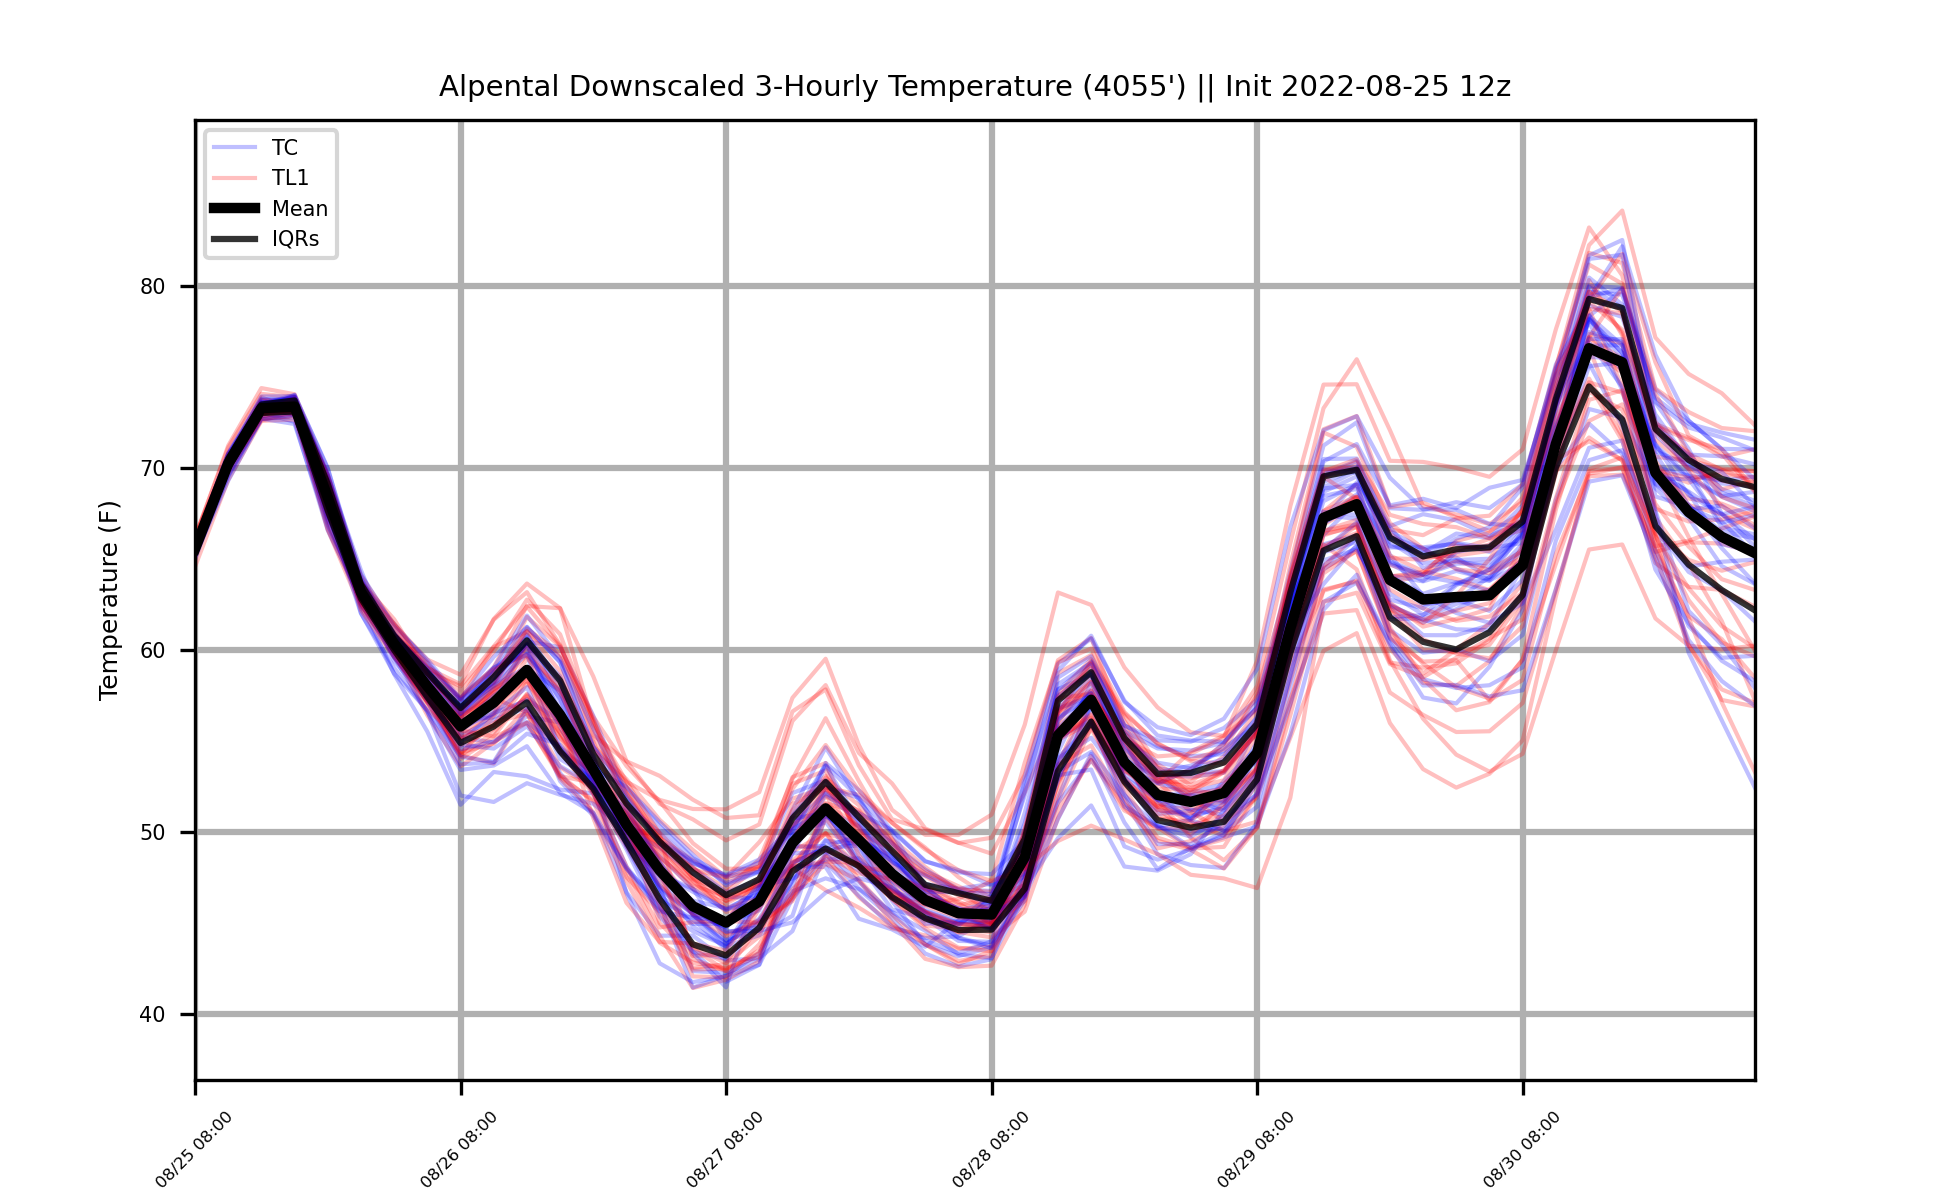 Alpental Downscaled 3-Hourly Temperature (4055') || Init 2022-08-25 12z
TC
TL1
Mean
IQRs
Temperature (F)
80
70
60
50
40
08/25 08:00
08/26 08:00
08/27 08:00
08/28 08:00
08/29 08:00
08/30 08:00